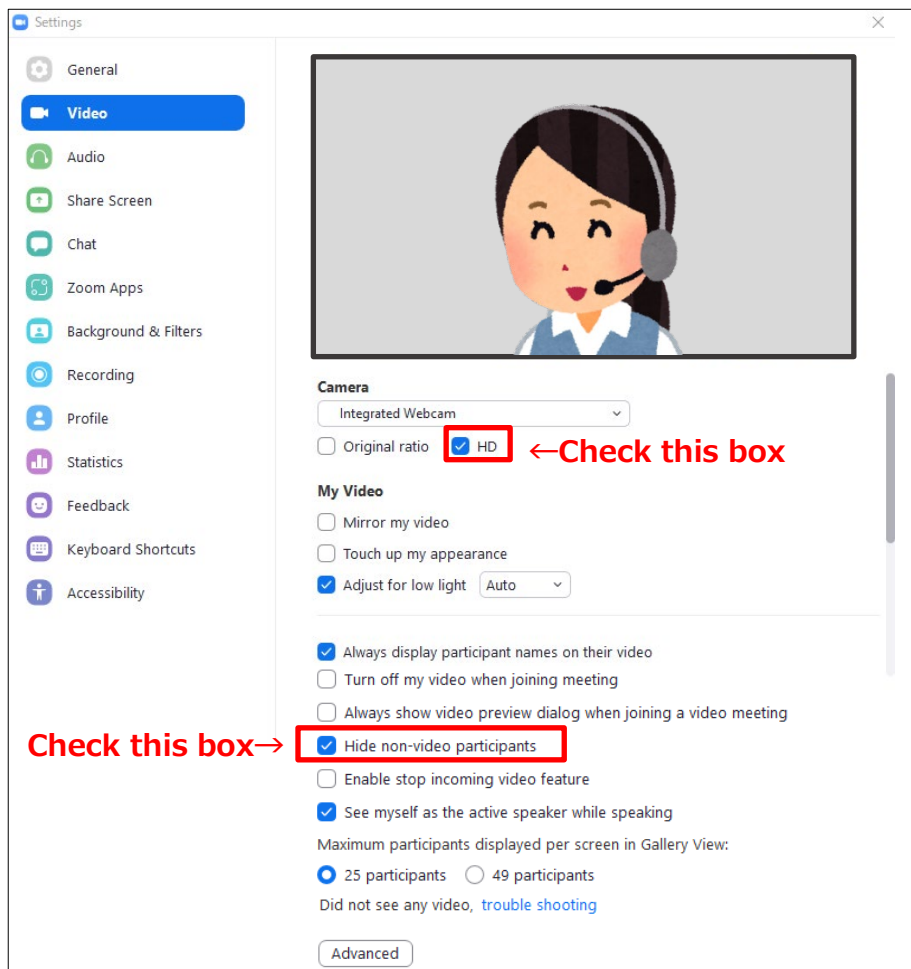 Settings
General
Video
Audio
Share Screen
Chat
Zoom Apps
Background & Filters
Recording
Profile
Statistics
Feedback
Keyboard Shortcuts
Accessibility
Camera
Integrated Webcam
Original ratio HD ←Check this box
My Video
Mirror my video
Touch up my appearance
Adjust for low light Auto
Always display participant names on their video
Turn off my video when joining meeting
Always show video preview dialog when joining a video meeting
Check this box→ Hide non-video participants
Enable stop incoming video feature
See myself as the active speaker while speaking
Maximum participants displayed per screen in Gallery View:
25 participants 49 participants
Did not see any video, trouble shooting
Advanced